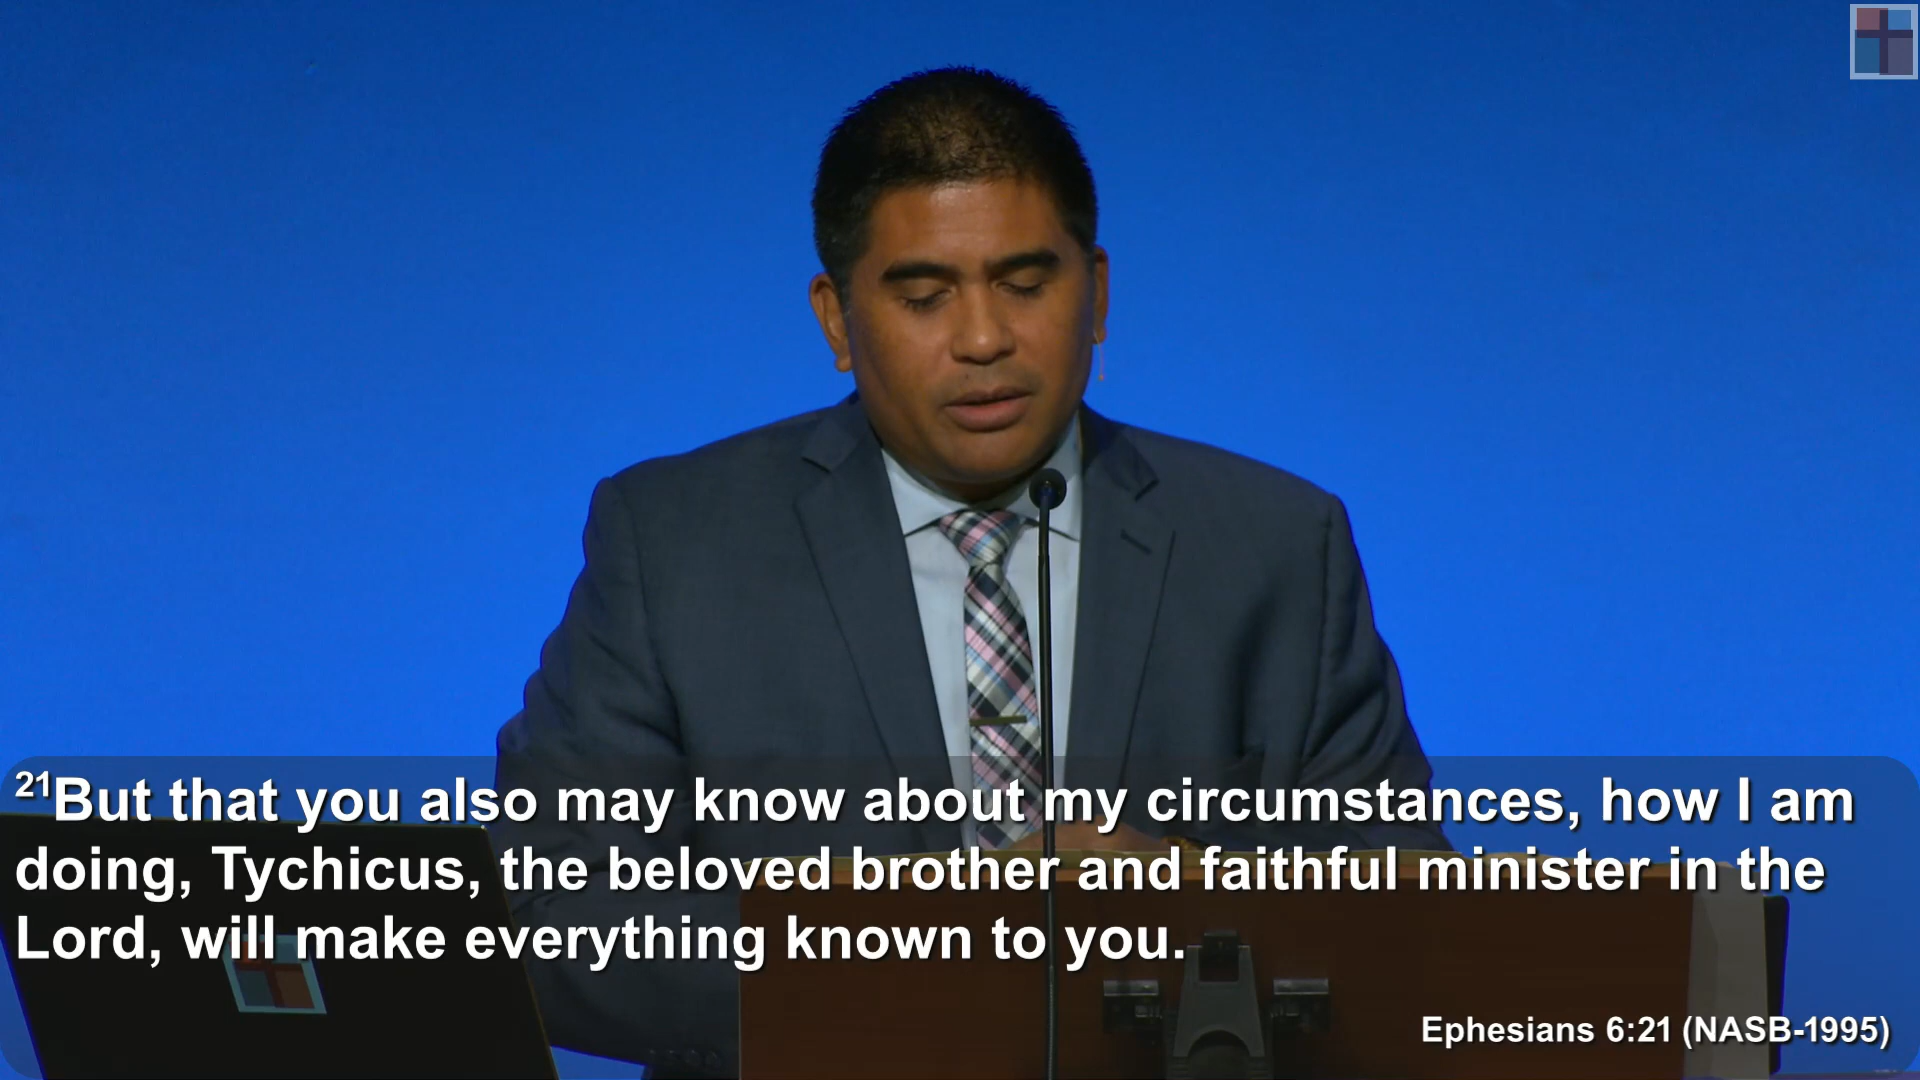 21But that you also may know about my circumstances, how I am
doing, Tychicus, the beloved brother and faithful minister in the
Lord, will make everything known to you.
Ephesians 6:21 (NASB-1995)